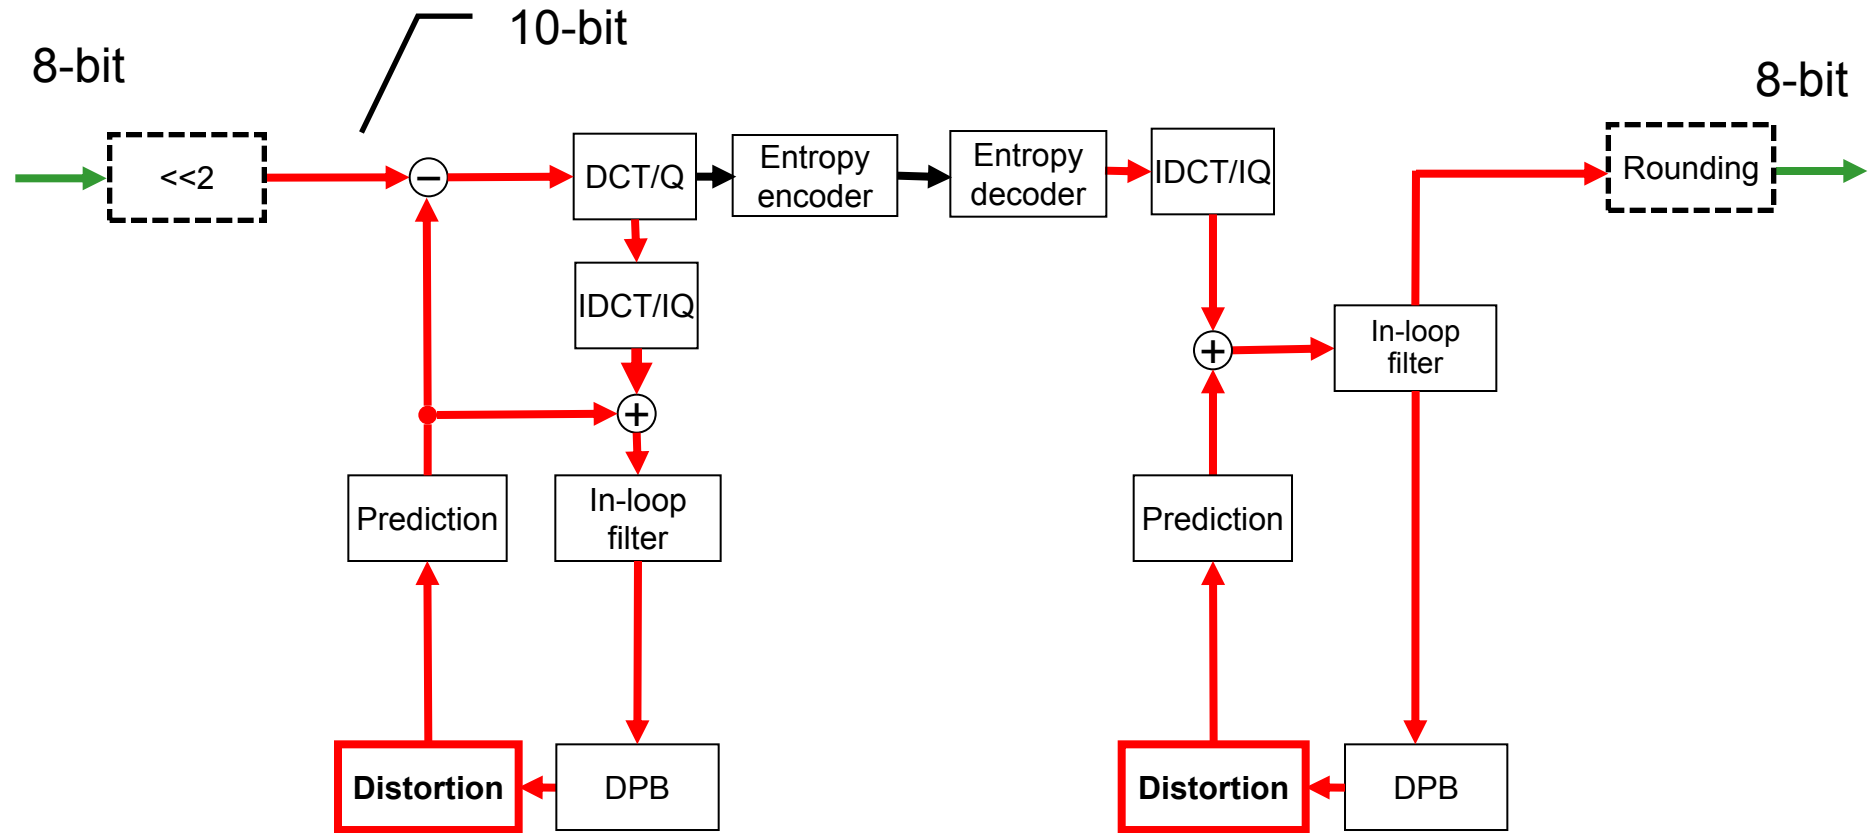 10-bit
8-bit
8-bit
<<2
−
DCT/Q
Entropy
encoder
Entropy
decoder
IDCT/IQ
Rounding
IDCT/IQ
+
In-loop
filter
+
Prediction
In-loop
filter
Prediction
Distortion
DPB
Distortion
DPB